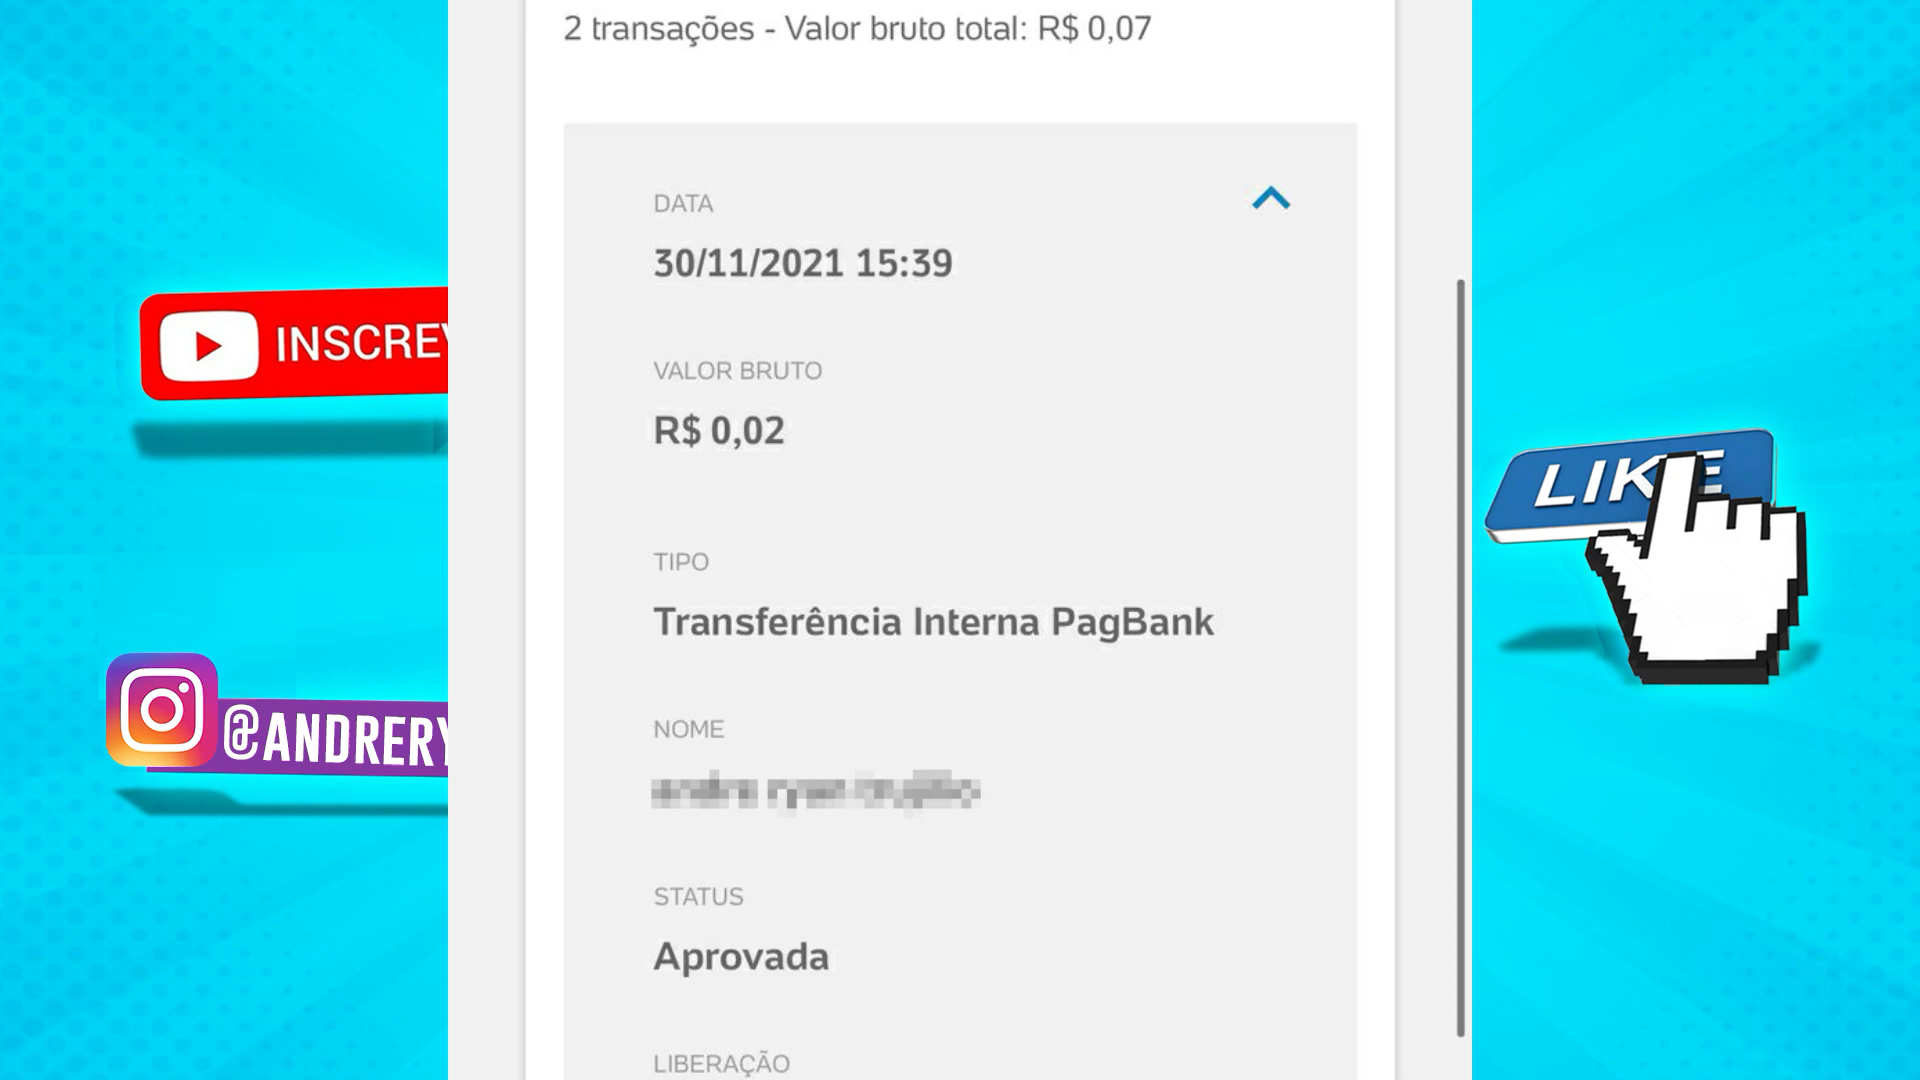 2 transações - Valor bruto total: R$ 0,07
DATA
30/11/2021 15:39
VALOR BRUTO
R$ 0,02
TIPO
Transferência Interna PagBank
NOME
STATUS
Aprovada
LIBERAÇÃO
INSCREV
@ANDRERY
LIKE